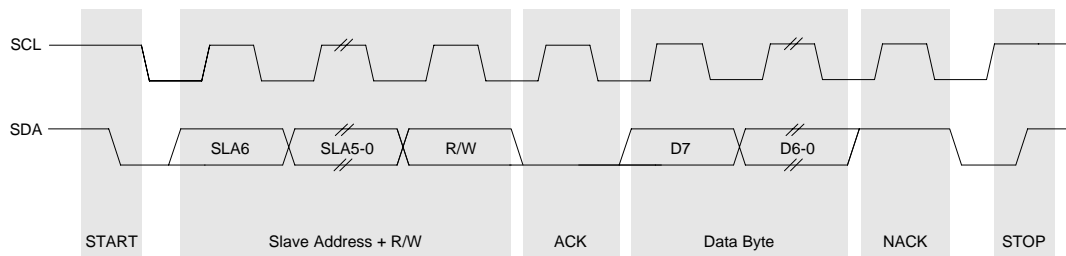 SCL
SDA
SLA6 SLA5-0 R/W D7 D6-0
START Slave Address + R/W ACK Data Byte NACK STOP